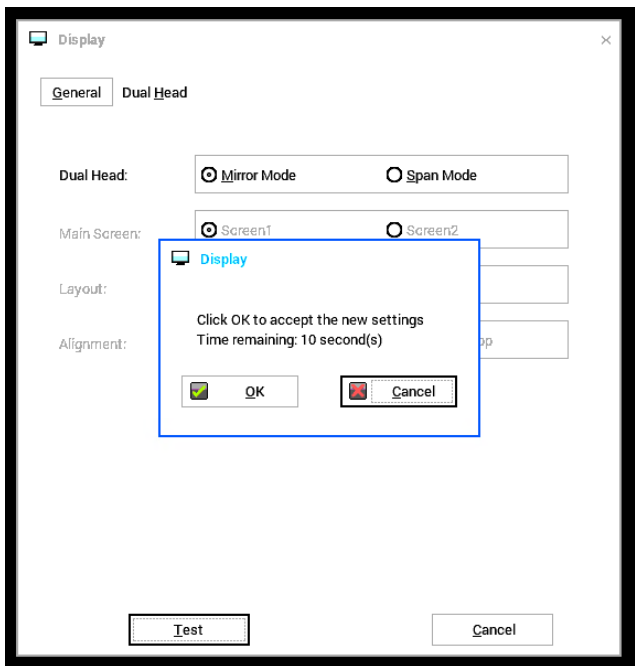 Display
General Dual Head
Dual Head: Mirror Mode Span Mode
Main Screen: Screen1 Screen2
Display
Layout:
Click OK to accept the new settings
Time remaining: 10 second(s)
Alignment:
OK Cancel
Test Cancel